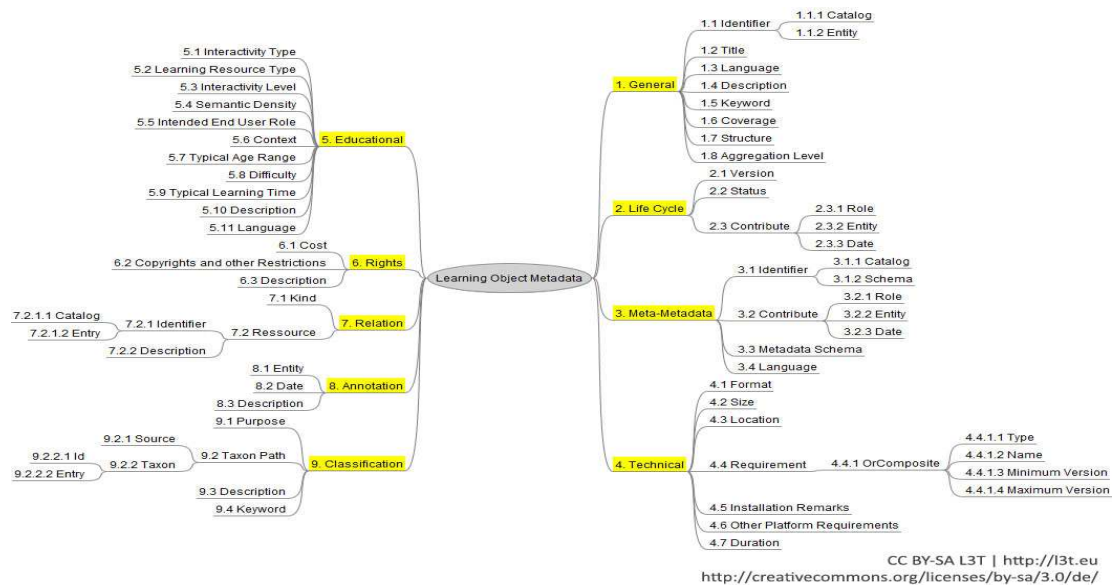 Learning Object Metadata
1. General
1.1 Identifier
1.1.1 Catalog
1.1.2 Entity
1.2 Title
1.3 Language
1.4 Description
1.5 Keyword
1.6 Coverage
1.7 Structure
1.8 Aggregation Level
2. Life Cycle
2.1 Version
2.2 Status
2.3 Contribute
2.3.1 Role
2.3.2 Entity
2.3.3 Date
3. Meta-Metadata
3.1 Identifier
3.1.1 Catalog
3.1.2 Schema
3.2 Contribute
3.2.1 Role
3.2.2 Entity
3.2.3 Date
3.3 Metadata Schema
3.4 Language
4. Technical
4.1 Format
4.2 Size
4.3 Location
4.4 Requirement
4.4.1 OrComposite
4.4.1.1 Type
4.4.1.2 Name
4.4.1.3 Minimum Version
4.4.1.4 Maximum Version
4.5 Installation Remarks
4.6 Other Platform Requirements
4.7 Duration
5. Educational
5.1 Interactivity Type
5.2 Learning Resource Type
5.3 Interactivity Level
5.4 Semantic Density
5.5 Intended End User Role
5.6 Context
5.7 Typical Age Range
5.8 Difficulty
5.9 Typical Learning Time
5.10 Description
5.11 Language
6. Rights
6.1 Cost
6.2 Copyrights and other Restrictions
6.3 Description
7. Relation
7.1 Kind
7.2 Ressource
7.2.1 Identifier
7.2.1.1 Catalog
7.2.1.2 Entry
7.2.2 Description
8. Annotation
8.1 Entity
8.2 Date
8.3 Description
9. Classification
9.1 Purpose
9.2 Taxon Path
9.2.1 Source
9.2.2 Taxon
9.2.2.1 Id
9.2.2.2 Entry
9.3 Description
9.4 Keyword
CC BY-SA L3T | http://l3t.eu
http://creativecommons.org/licenses/by-sa/3.0/de/